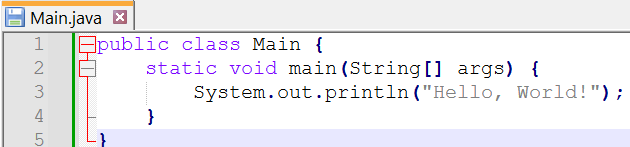 Main.java
1 public class Main {
2     static void main(String[] args) {
3         System.out.println("Hello, World!");
4     }
5 }